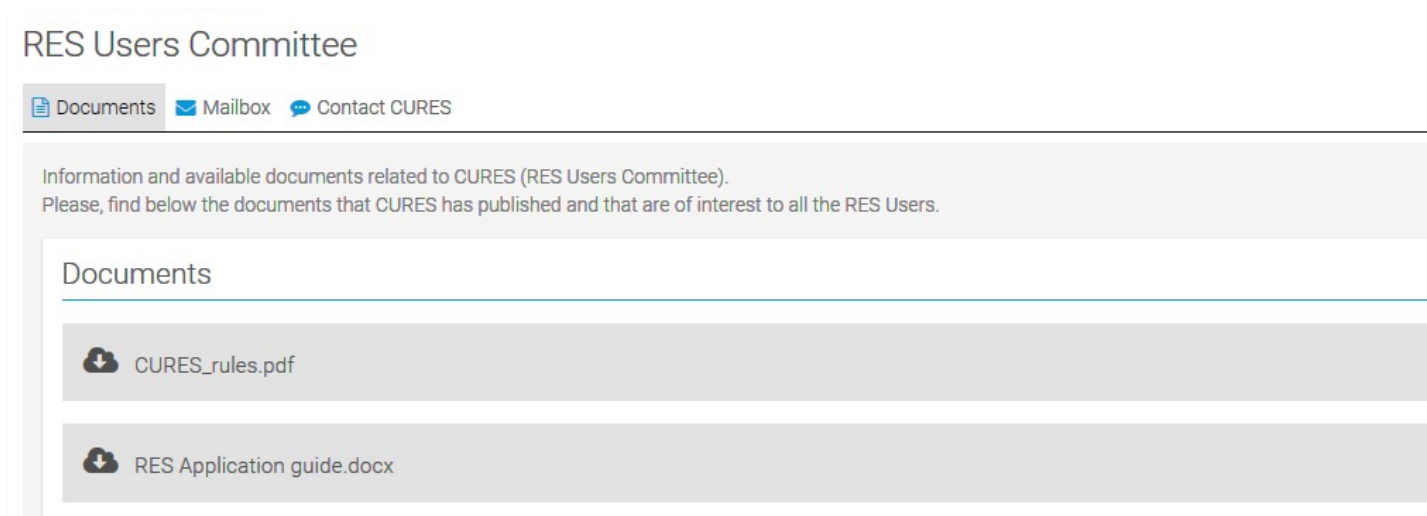 RES Users Committee
Documents Mailbox Contact CURES
Information and available documents related to CURES (RES Users Committee).
Please, find below the documents that CURES has published and that are of interest to all the RES Users.
Documents
CURES_rules.pdf
RES Application guide.docx